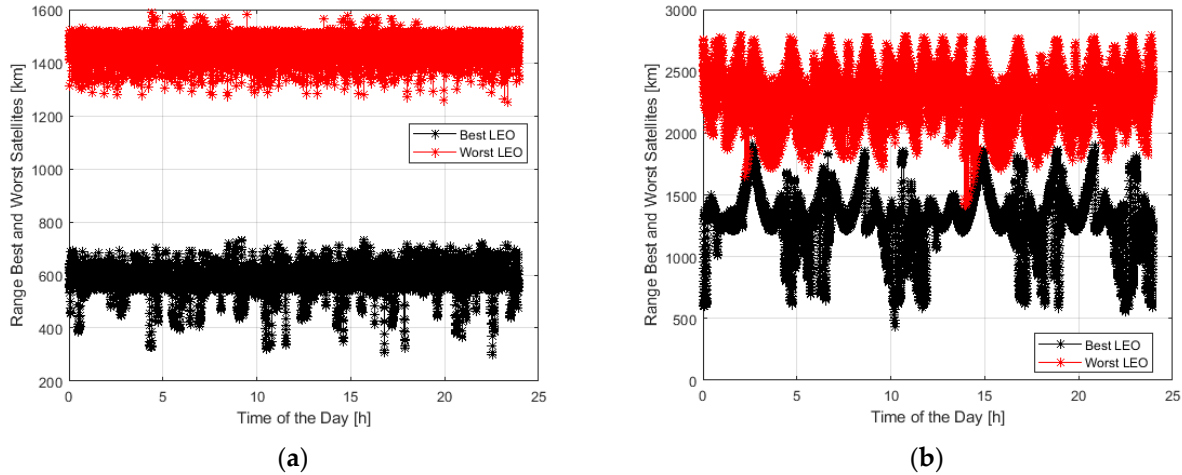 Range Best and Worst Satellites [km]
1600
1400
1200
1000
800
600
400
200
0
5
10
15
20
25
Time of the Day [h]
Best LEO
Worst LEO
(a)
Range Best and Worst Satellites [km]
3000
2500
2000
1500
1000
500
0
0
5
10
15
20
25
Time of the Day [h]
Best LEO
Worst LEO
(b)